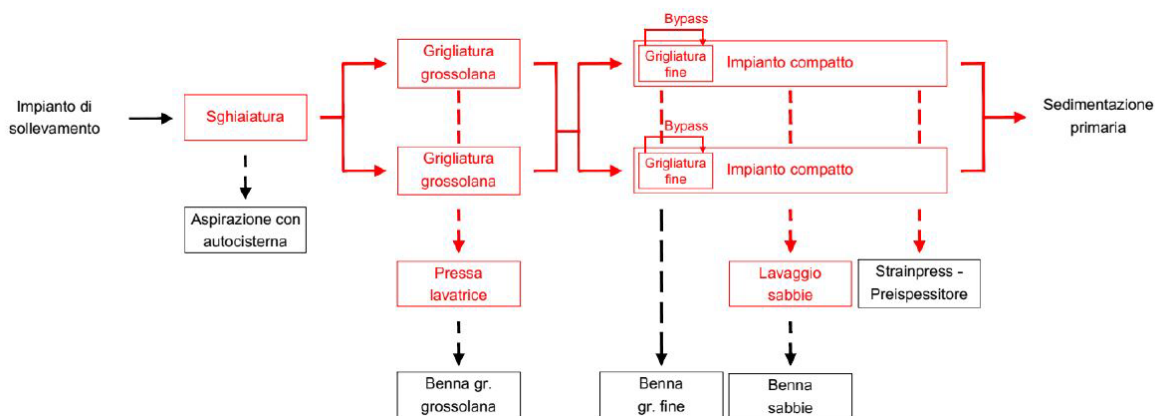 Bypass
Grigliatura
grossolana
Grigliatura
fine
Impianto compatto
Impianto di
sollevamento
Sghiaiatura
Sedimentazione
primaria
Bypass
Grigliatura
grossolana
Grigliatura
fine
Impianto compatto
Aspirazione con
autocisterna
Pressa
lavatrice
Lavaggio
sabbie
Strainpress -
Preispessitore
Benna gr.
grossolana
Benna
gr. fine
Benna
sabbie